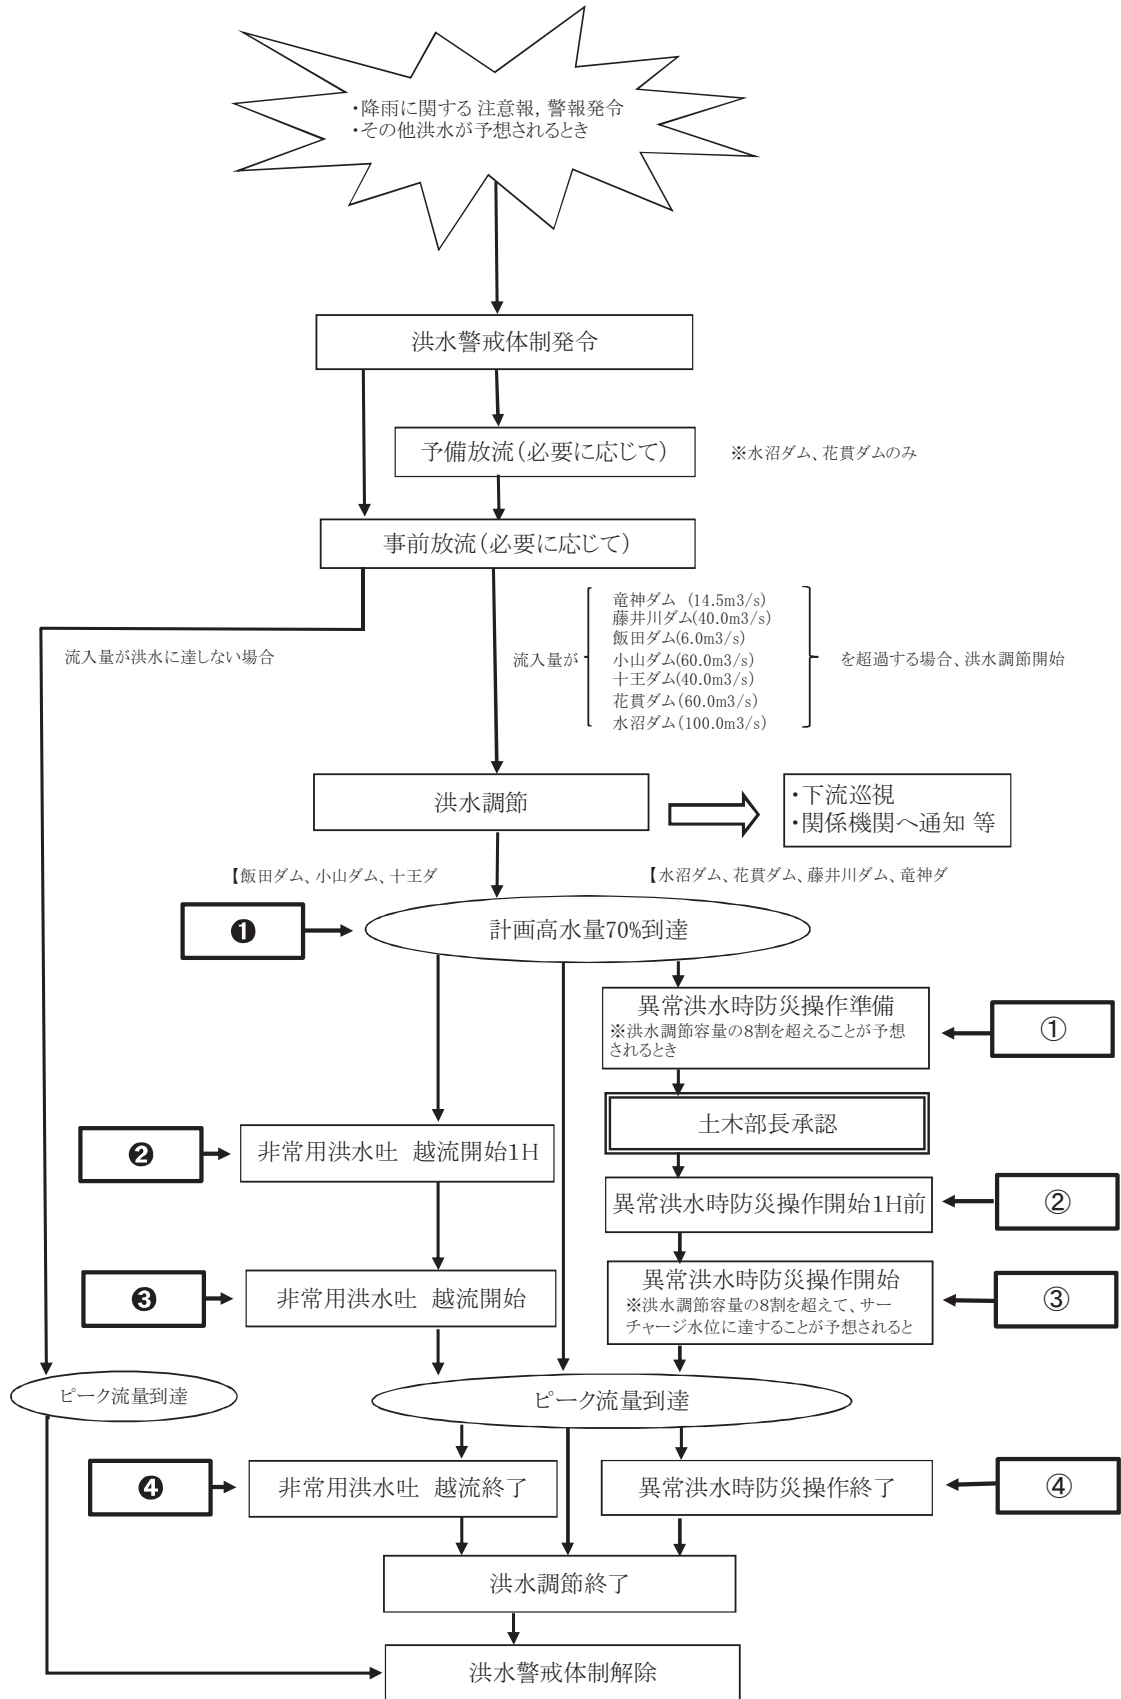 ・降雨に関する 注意報, 警報発令
・その他洪水が予想されるとき
洪水警戒体制発令
予備放流(必要に応じて)
※水沼ダム、花貫ダムのみ
事前放流(必要に応じて)
流入量が洪水に達しない場合
流入量が
竜神ダム (14.5m3/s)
藤井川ダム(40.0m3/s)
飯田ダム(6.0m3/s)
小山ダム(60.0m3/s)
十王ダム(40.0m3/s)
花貫ダム(60.0m3/s)
水沼ダム(100.0m3/s)
を超過する場合、洪水調節開始
洪水調節
・下流巡視
・関係機関へ通知 等
【飯田ダム、小山ダム、十王ダ
【水沼ダム、花貫ダム、藤井川ダム、竜神ダ
❶
計画高水量70%到達
異常洪水時防災操作準備
※洪水調節容量の8割を超えることが予想
されるとき
①
土木部長承認
❷
非常用洪水吐 越流開始1H
異常洪水時防災操作開始1H前
②
❸
非常用洪水吐 越流開始
異常洪水時防災操作開始
※洪水調節容量の8割を超えて、サー
チャージ水位に達することが予想されると
③
ピーク流量到達
ピーク流量到達
❹
非常用洪水吐 越流終了
異常洪水時防災操作終了
④
洪水調節終了
洪水警戒体制解除